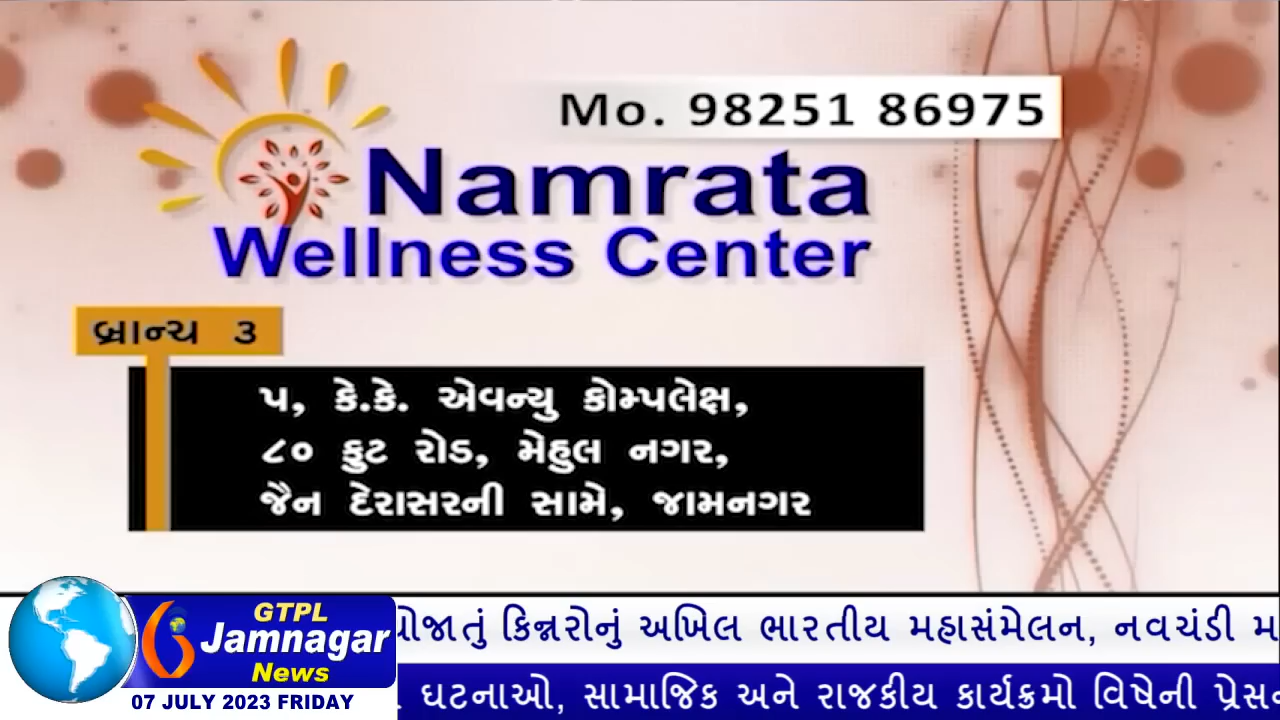 Mo. 98251 86975
Namrata
Wellness Center
બ્રાન્ચ ૩
૫, કે.કે. એવન્યુ કોમ્પલેક્ષ,
૮૦ ફુટ રોડ, મેહુલ નગર,
જૈન દેરાસરની સામે, જામનગર
GTPL
Jamnagar
News
07 JULY 2023 FRIDAY
કિન્નરોનું અખિલ ભારતીય મહાસંમેલન, નવચંડી
ઘટનાઓ, સામાજિક અને રાજકીય કાર્યક્રમો વિષેની